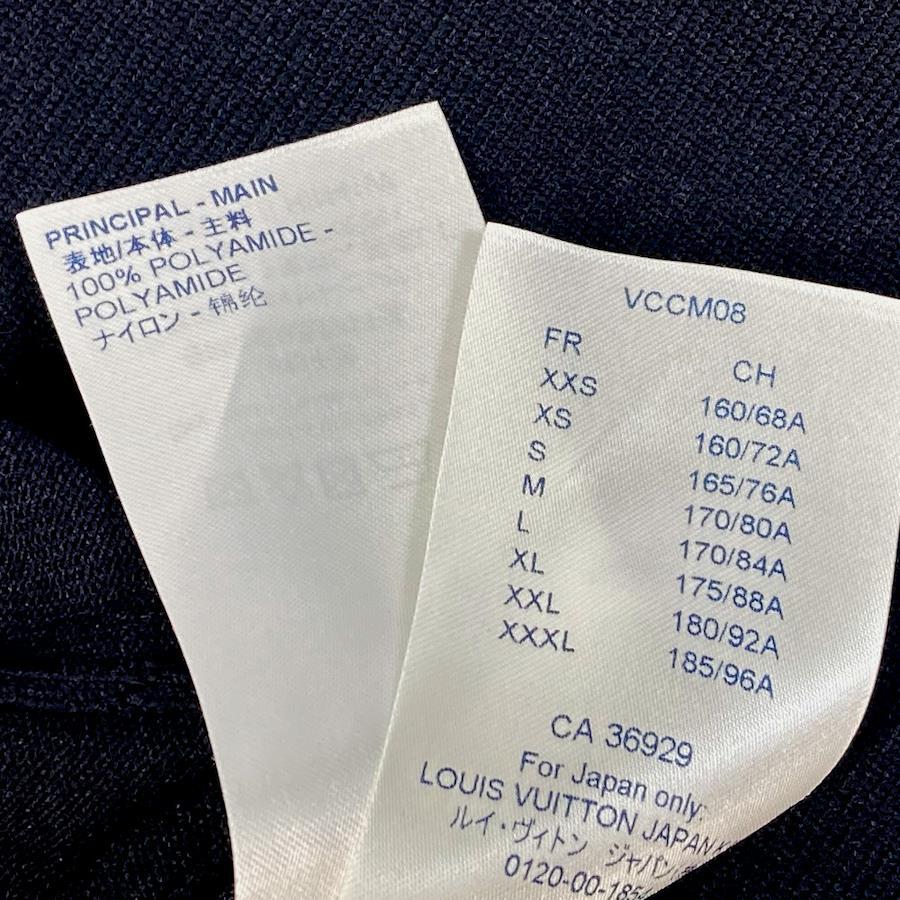 PRINCIPAL - MAIN
表地/本体 - 主料
100% POLYAMIDE -
POLYAMIDE
ナイロン - 锦纶
VCCM08
FR CH
XXS 160/68A
XS 160/72A
S 165/76A
M 170/80A
L 170/84A
XL 175/88A
XXL 180/92A
XXXL 185/96A
CA 36929
For Japan only:
LOUIS VUITTON JAPAN
ルイ・ヴィトン ジャパン
0120-00-185